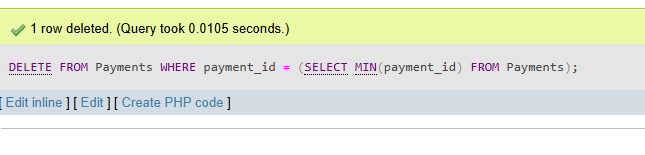 1 row deleted. (Query took 0.0105 seconds.)
DELETE FROM Payments WHERE payment_id = (SELECT MIN(payment_id) FROM Payments);
[ Edit inline ] [ Edit ] [ Create PHP code ]